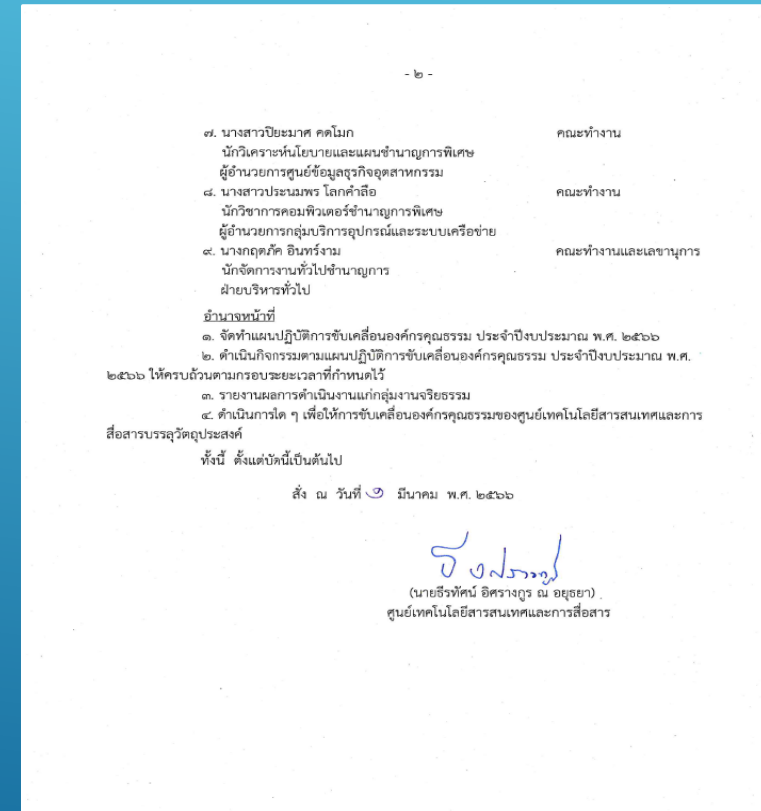 - ๒ -
๗. นางสาวปิยะมาศ คดโมก คณะทำงาน
นักวิเคราะห์นโยบายและแผนชำนาญการพิเศษ
ผู้อำนวยการศูนย์ข้อมูลธุรกิจอุตสาหกรรม
๘. นางสาวประนมพร โลกคำลือ คณะทำงาน
นักวิชาการคอมพิวเตอร์ชำนาญการพิเศษ
ผู้อำนวยการกลุ่มบริการอุปกรณ์และระบบเครือข่าย
๙. นางกฤตภัค อินทร์งาม คณะทำงานและเลขานุการ
นักจัดการงานทั่วไปชำนาญการ
ฝ่ายบริหารทั่วไป
อำนาจหน้าที่
๑. จัดทำแผนปฏิบัติการขับเคลื่อนองค์กรคุณธรรม ประจำปีงบประมาณ พ.ศ. ๒๕๖๖
๒. ดำเนินกิจกรรมตามแผนปฏิบัติการขับเคลื่อนองค์กรคุณธรรม ประจำปีงบประมาณ พ.ศ.
๒๕๖๖ ให้ครบถ้วนตามกรอบระยะเวลาที่กำหนดไว้
๓. รายงานผลการดำเนินงานแก่กลุ่มงานจริยธรรม
๔. ดำเนินการใด ๆ เพื่อให้การขับเคลื่อนองค์กรคุณธรรมของศูนย์เทคโนโลยีสารสนเทศและการ
สื่อสารบรรลุวัตถุประสงค์
ทั้งนี้ ตั้งแต่บัดนี้เป็นต้นไป
สั่ง ณ วันที่ ๑ มีนาคม พ.ศ. ๒๕๖๖
(นายธีรทัศน์ อิศรางกูร ณ อยุธยา)
ศูนย์เทคโนโลยีสารสนเทศและการสื่อสาร